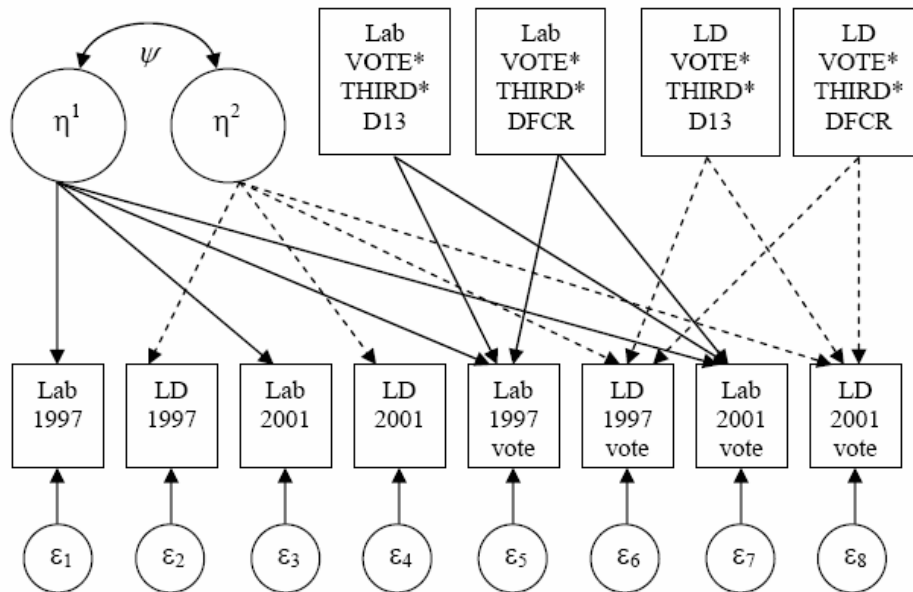 ψ
η1
η2
Lab
VOTE*
THIRD*
D13
Lab
VOTE*
THIRD*
DFCR
LD
VOTE*
THIRD*
D13
LD
VOTE*
THIRD*
DFCR
Lab
1997
LD
1997
Lab
2001
LD
2001
Lab
1997
vote
LD
1997
vote
Lab
2001
vote
LD
2001
vote
ε1
ε2
ε3
ε4
ε5
ε6
ε7
ε8